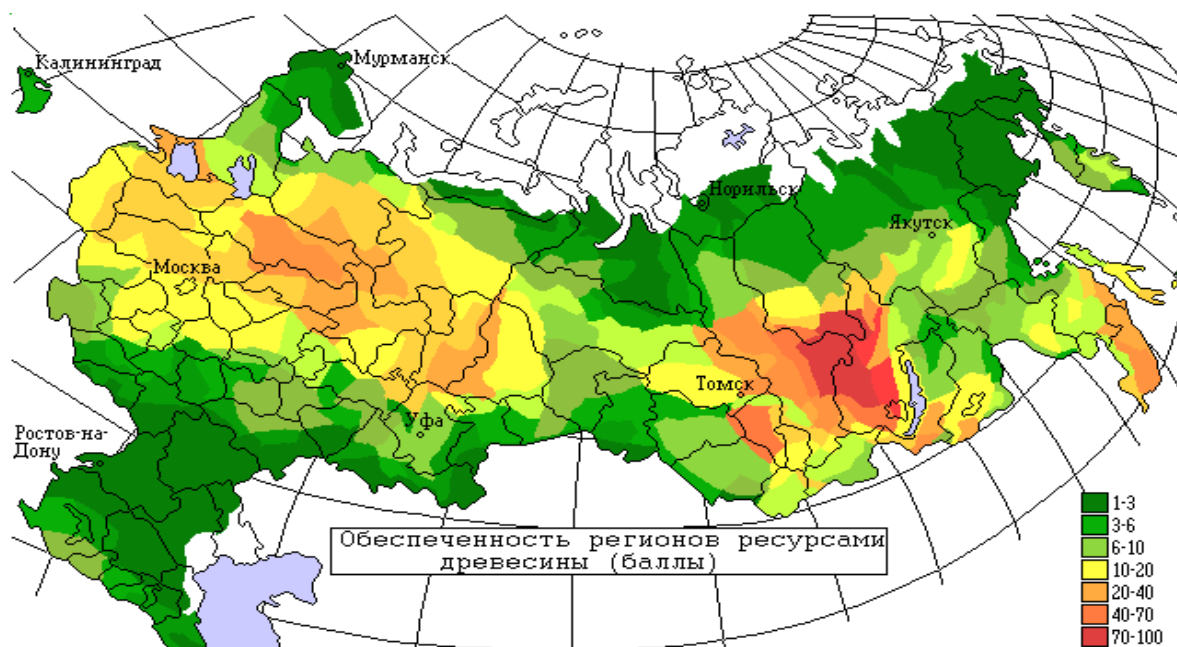 Калининград
Мурманск
Норильск
Якутск
Москва
Томск
Уфа
Ростов-на-
Дону
Обеспеченность регионов ресурсами
древесины (баллы)
1-3
3-6
6-10
10-20
20-40
40-70
70-100